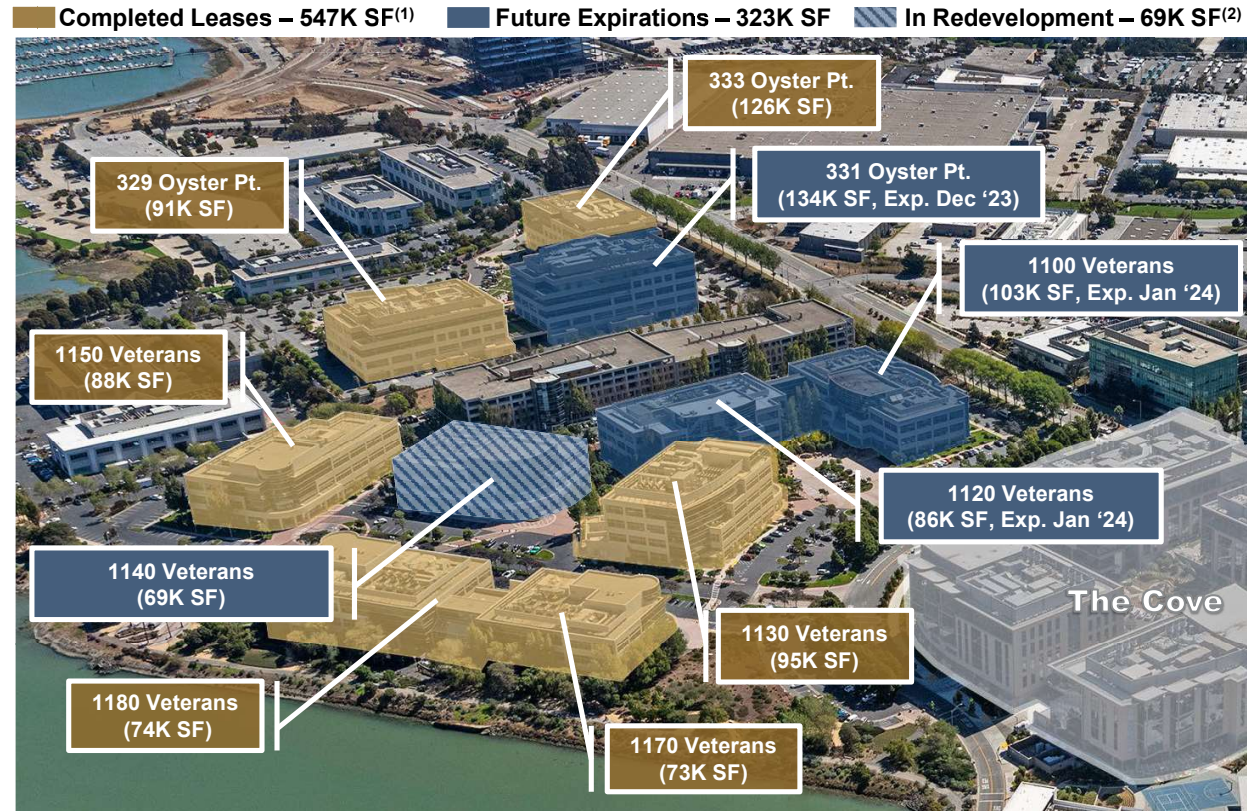 Completed Leases – 547K SF(1) Future Expirations – 323K SF In Redevelopment – 69K SF(2)
333 Oyster Pt.
(126K SF)
329 Oyster Pt.
(91K SF)
331 Oyster Pt.
(134K SF, Exp. Dec ‘23)
1100 Veterans
(103K SF, Exp. Jan ‘24)
1150 Veterans
(88K SF)
1120 Veterans
(86K SF, Exp. Jan ‘24)
1140 Veterans
(69K SF)
The Cove
1130 Veterans
(95K SF)
1180 Veterans
(74K SF)
1170 Veterans
(73K SF)